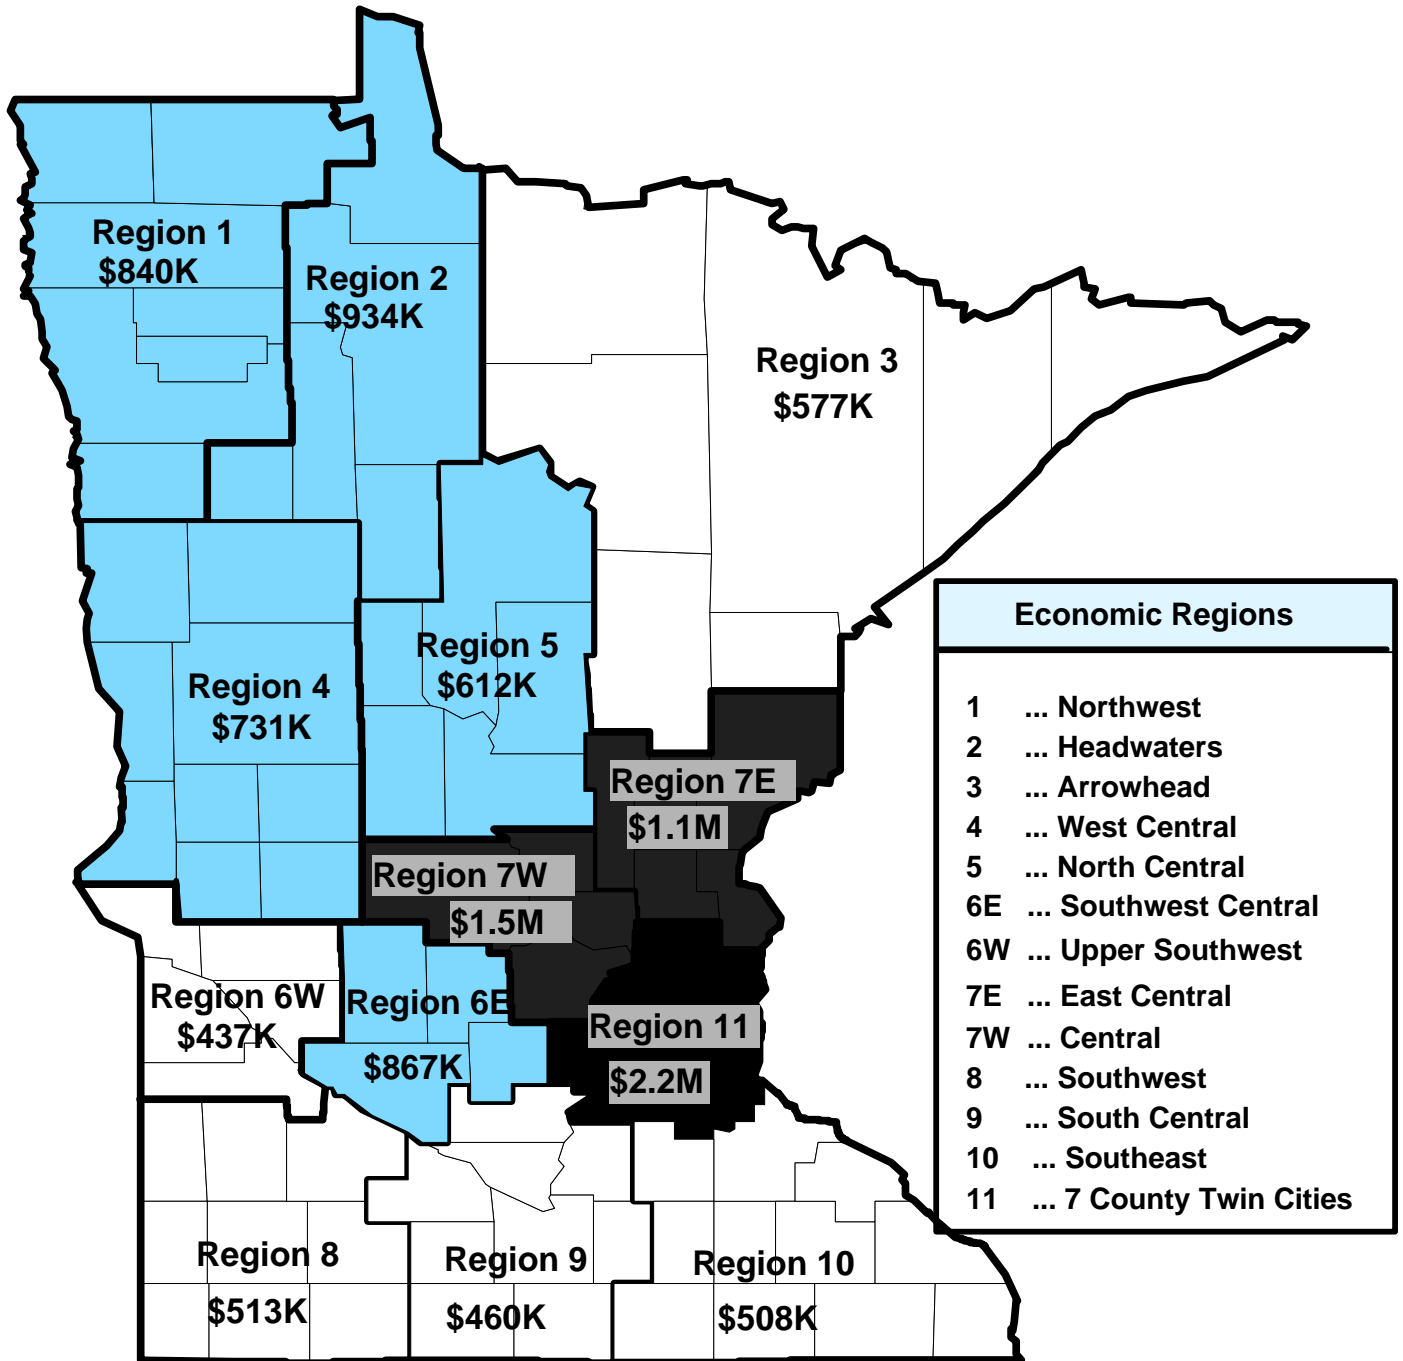 Region 1
$840K
Region 2
$934K
Region 3
$577K
Region 4
$731K
Region 5
$612K
Region 7E
$1.1M
Region 7W
$1.5M
Region 6W
$437K
Region 6E
$867K
Region 11
$2.2M
Region 8
$513K
Region 9
$460K
Region 10
$508K
Economic Regions
1 ... Northwest
2 ... Headwaters
3 ... Arrowhead
4 ... West Central
5 ... North Central
6E ... Southwest Central
6W ... Upper Southwest
7E ... East Central
7W ... Central
8 ... Southwest
9 ... South Central
10 ... Southeast
11 ... 7 County Twin Cities